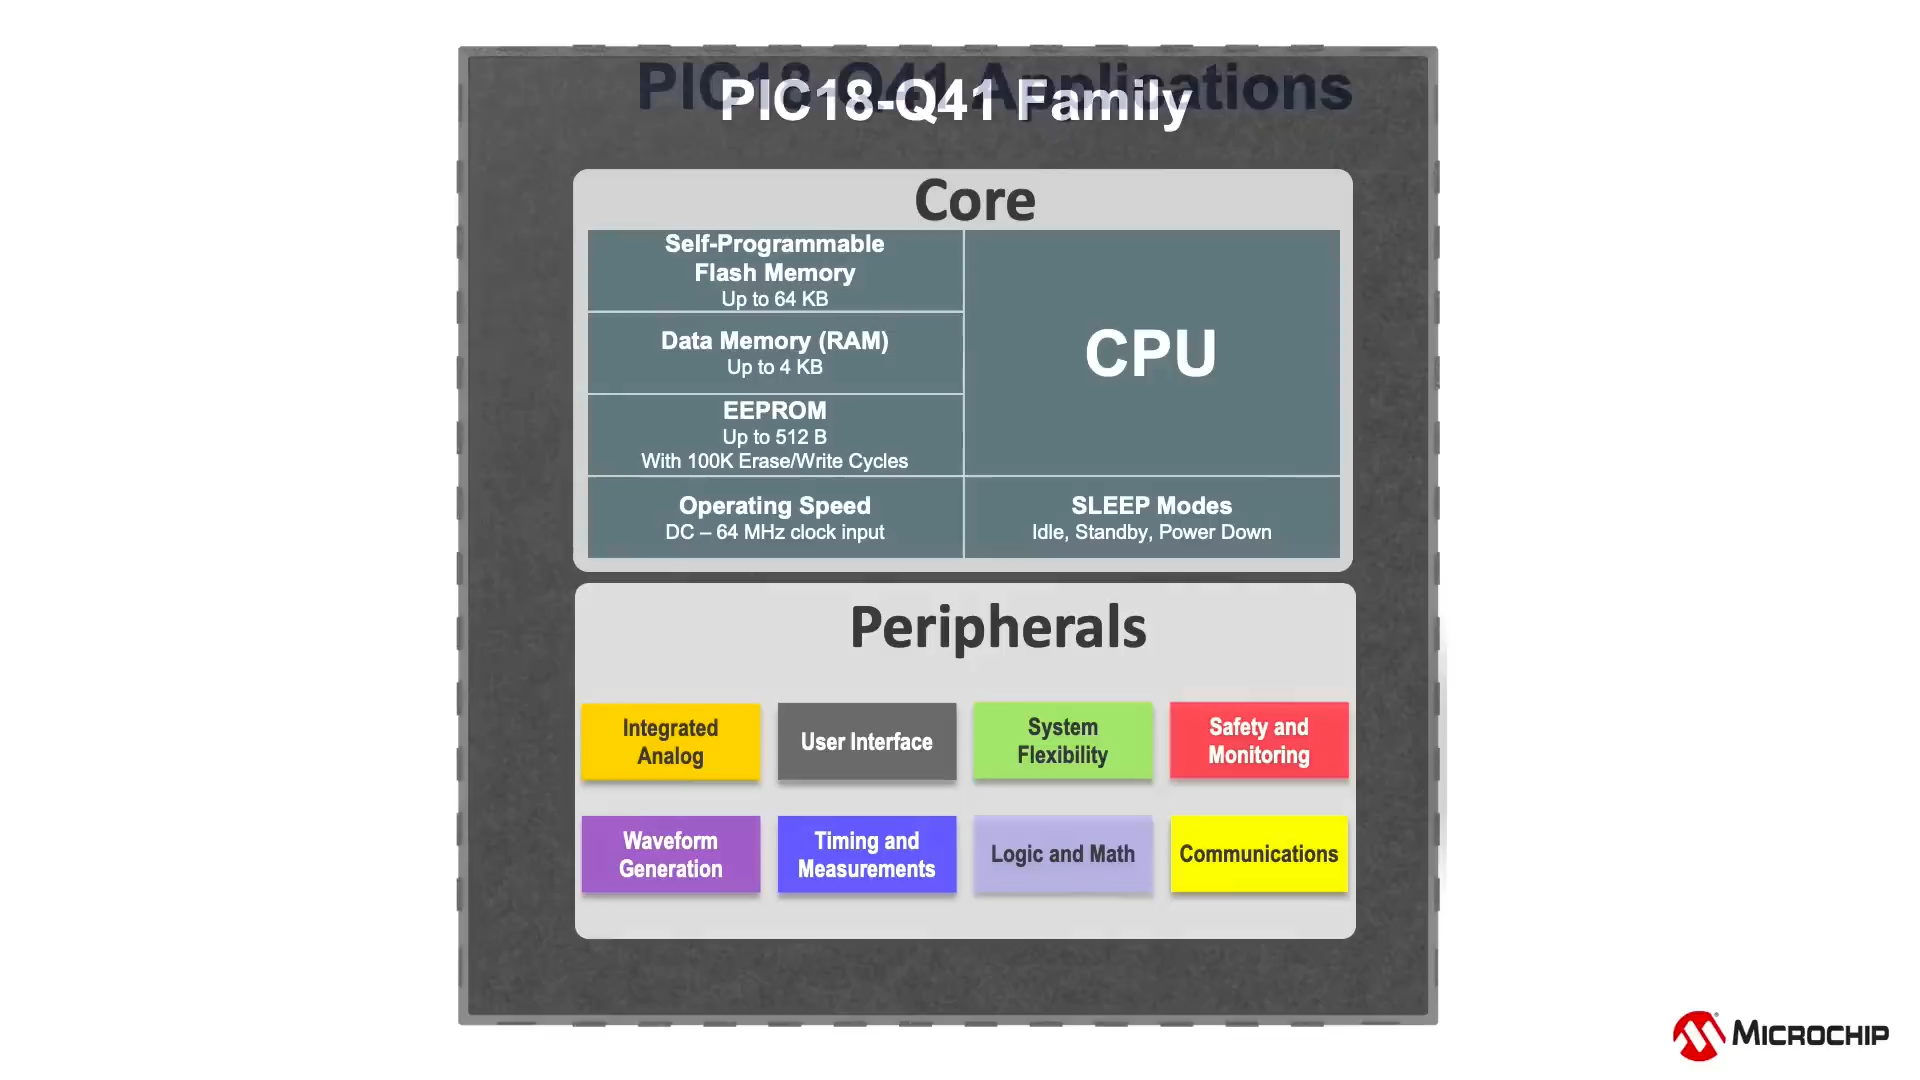 PIC18-Q41 Applications
PIC18-Q41 Family
Core
Self-Programmable
Flash Memory
Up to 64 KB
Data Memory (RAM)
Up to 4 KB
EEPROM
Up to 512 B
With 100K Erase/Write Cycles
Operating Speed
DC – 64 MHz clock input
CPU
SLEEP Modes
Idle, Standby, Power Down
Peripherals
Integrated
Analog
User Interface
System
Flexibility
Safety and
Monitoring
Waveform
Generation
Timing and
Measurements
Logic and Math
Communications
MICROCHIP